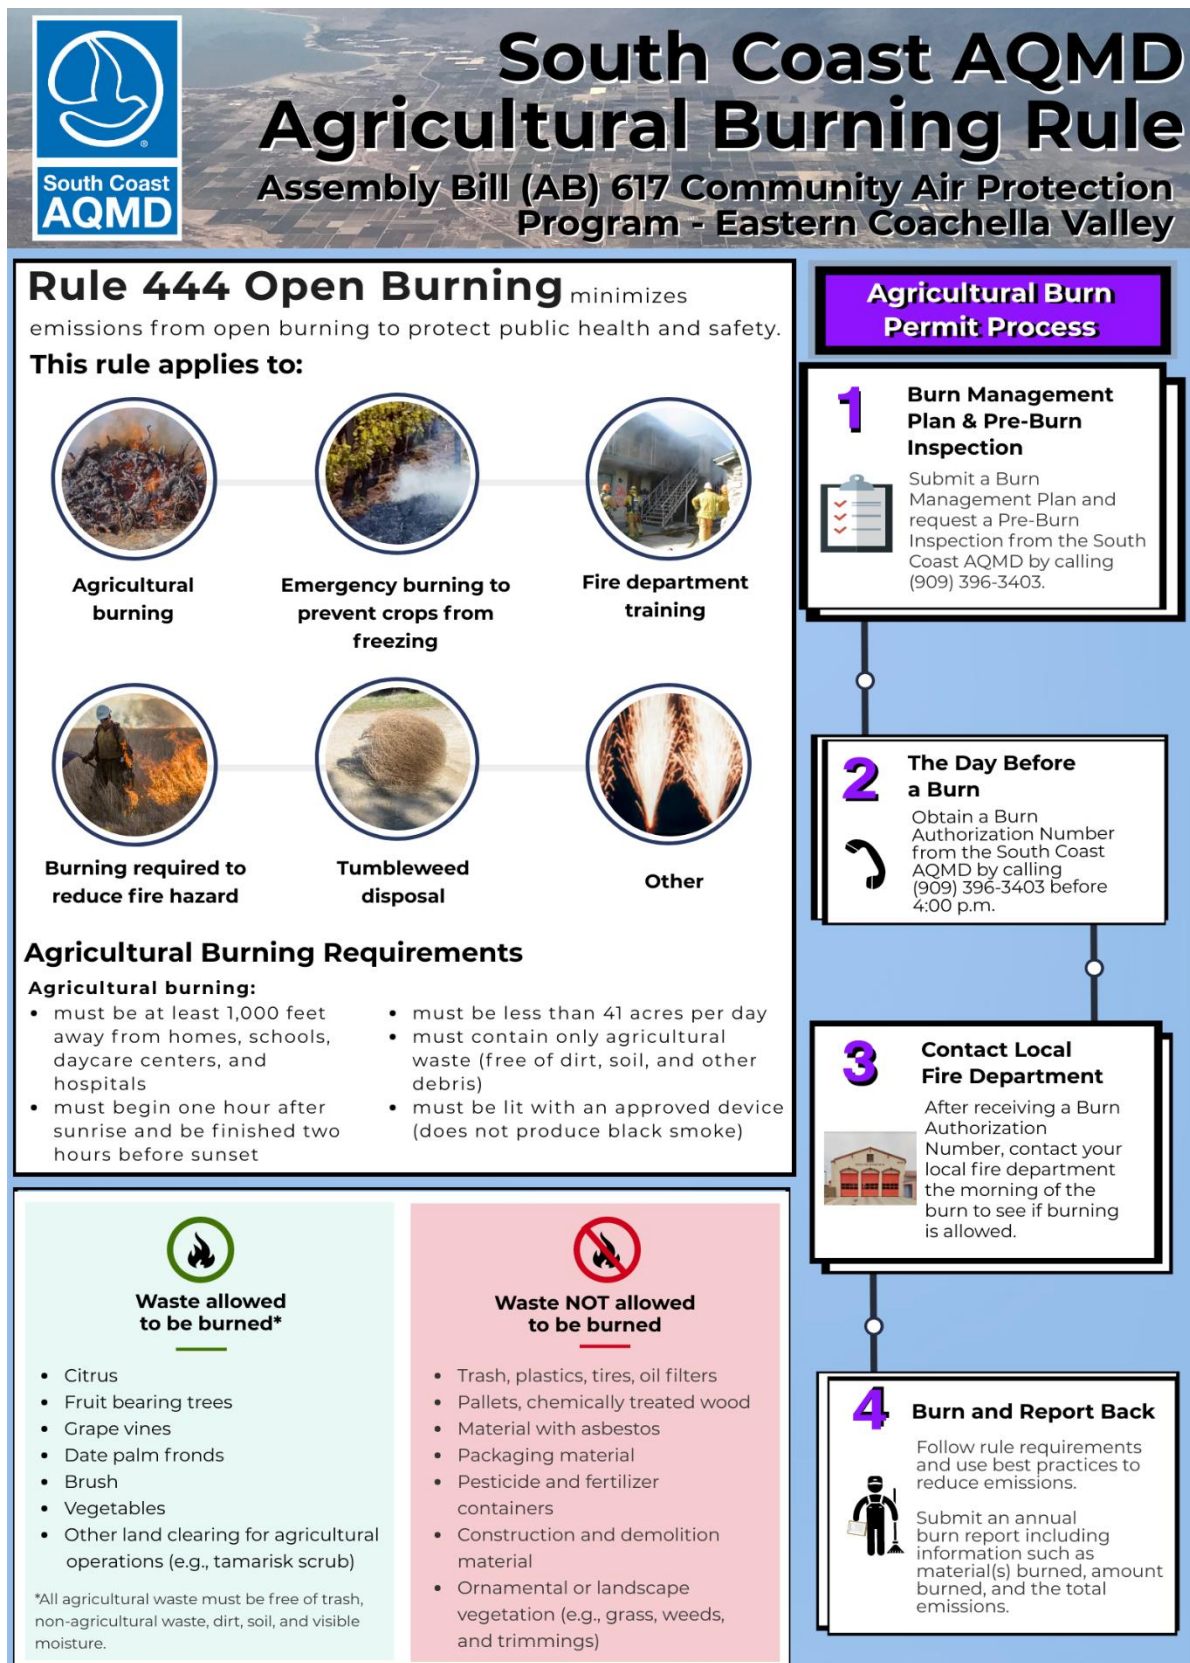 South Coast
AQMD
South Coast AQMD
Agricultural Burning Rule
Assembly Bill (AB) 617 Community Air Protection
Program - Eastern Coachella Valley
Rule 444 Open Burning minimizes
emissions from open burning to protect public health and safety.
This rule applies to:
Agricultural
burning
Emergency burning to
prevent crops from
freezing
Fire department
training
Burning required to
reduce fire hazard
Tumbleweed
disposal
Other
Agricultural Burning Requirements
Agricultural burning:
• must be at least 1,000 feet
away from homes, schools,
daycare centers, and
hospitals
• must begin one hour after
sunrise and be finished two
hours before sunset
• must be less than 41 acres per day
• must contain only agricultural
waste (free of dirt, soil, and other
debris)
• must be lit with an approved device
(does not produce black smoke)
Waste allowed
to be burned*
• Citrus
• Fruit bearing trees
• Grape vines
• Date palm fronds
• Brush
• Vegetables
• Other land clearing for agricultural
operations (e.g., tamarisk scrub)
*All agricultural waste must be free of trash,
non-agricultural waste, dirt, soil, and visible
moisture.
Waste NOT allowed
to be burned
• Trash, plastics, tires, oil filters
• Pallets, chemically treated wood
• Material with asbestos
• Packaging material
• Pesticide and fertilizer
containers
• Construction and demolition
material
• Ornamental or landscape
vegetation (e.g., grass, weeds,
and trimmings)
Agricultural Burn
Permit Process
1
Burn Management
Plan & Pre-Burn
Inspection
Submit a Burn
Management Plan and
request a Pre-Burn
Inspection from the South
Coast AQMD by calling
(909) 396-3403.
2
The Day Before
a Burn
Obtain a Burn
Authorization Number
from the South Coast
AQMD by calling
(909) 396-3403 before
4:00 p.m.
3
Contact Local
Fire Department
After receiving a Burn
Authorization
Number, contact your
local fire department
the morning of the
burn to see if burning
is allowed.
4
Burn and Report Back
Follow rule requirements
and use best practices to
reduce emissions.
Submit an annual
burn report including
information such as
material(s) burned, amount
burned, and the total
emissions.